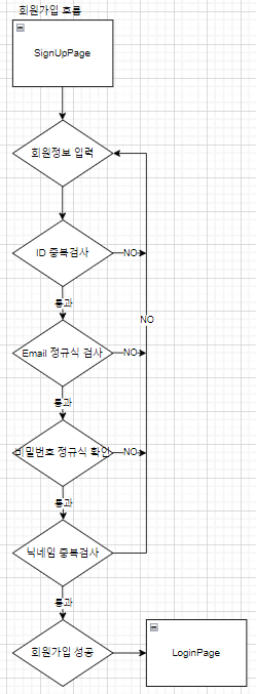 회원가입 흐름
SignUpPage
회원정보 입력
ID 중복검사
NO
통과
NO
Email 정규식 검사
NO
통과
비밀번호 정규식 확인
NO
통과
닉네임 중복검사
통과
회원가입 성공
LoginPage